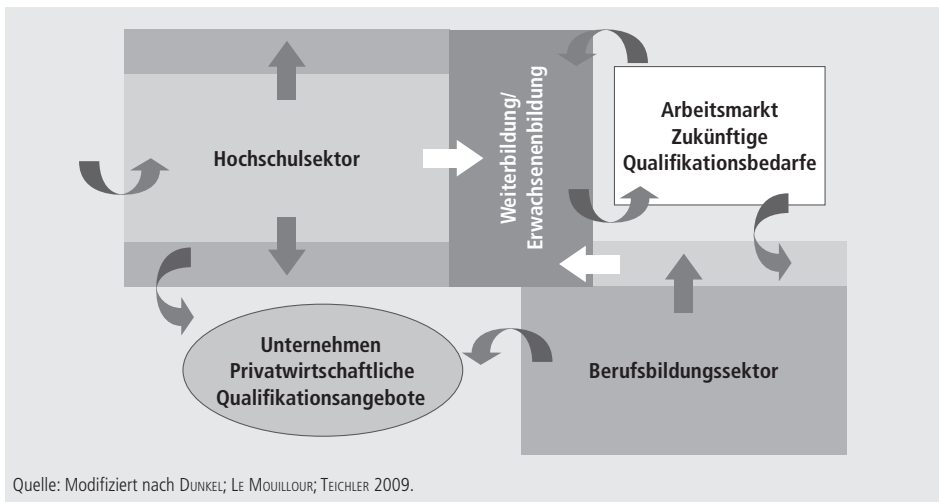 Hochschulsektor
Weiterbildung/
Erwachsenenbildung
Arbeitsmarkt
Zukünftige
Qualifikationsbedarfe
Unternehmen
Privatwirtschaftliche
Qualifikationsangebote
Berufsbildungssektor
Quelle: Modifiziert nach Dunkel; Le Mouillour; Teichler 2009.